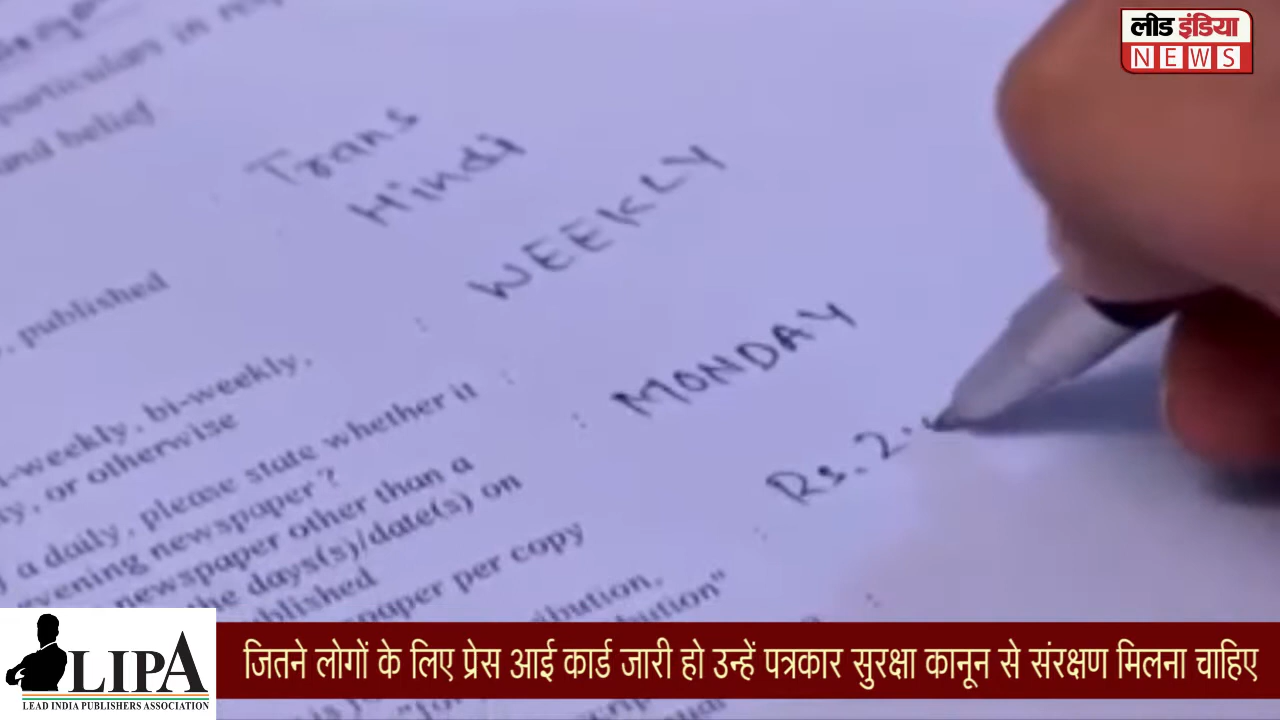 लीड इंडिया
NEWS
particulars in
and belief
Trans
Hindi
published
WEEKLY
bi-weekly,
or otherwise
MONDAY
a daily, please state whether it
evening newspaper?
newspaper other than a
the days(s)/date(s) on
published
per copy
Rs. 2.
LIPA
LEAD INDIA PUBLISHERS ASSOCIATION
जितने लोगों के लिए प्रेस आई कार्ड जारी हो उन्हें पत्रकार सुरक्षा कानून से संरक्षण मिलना चाहिए